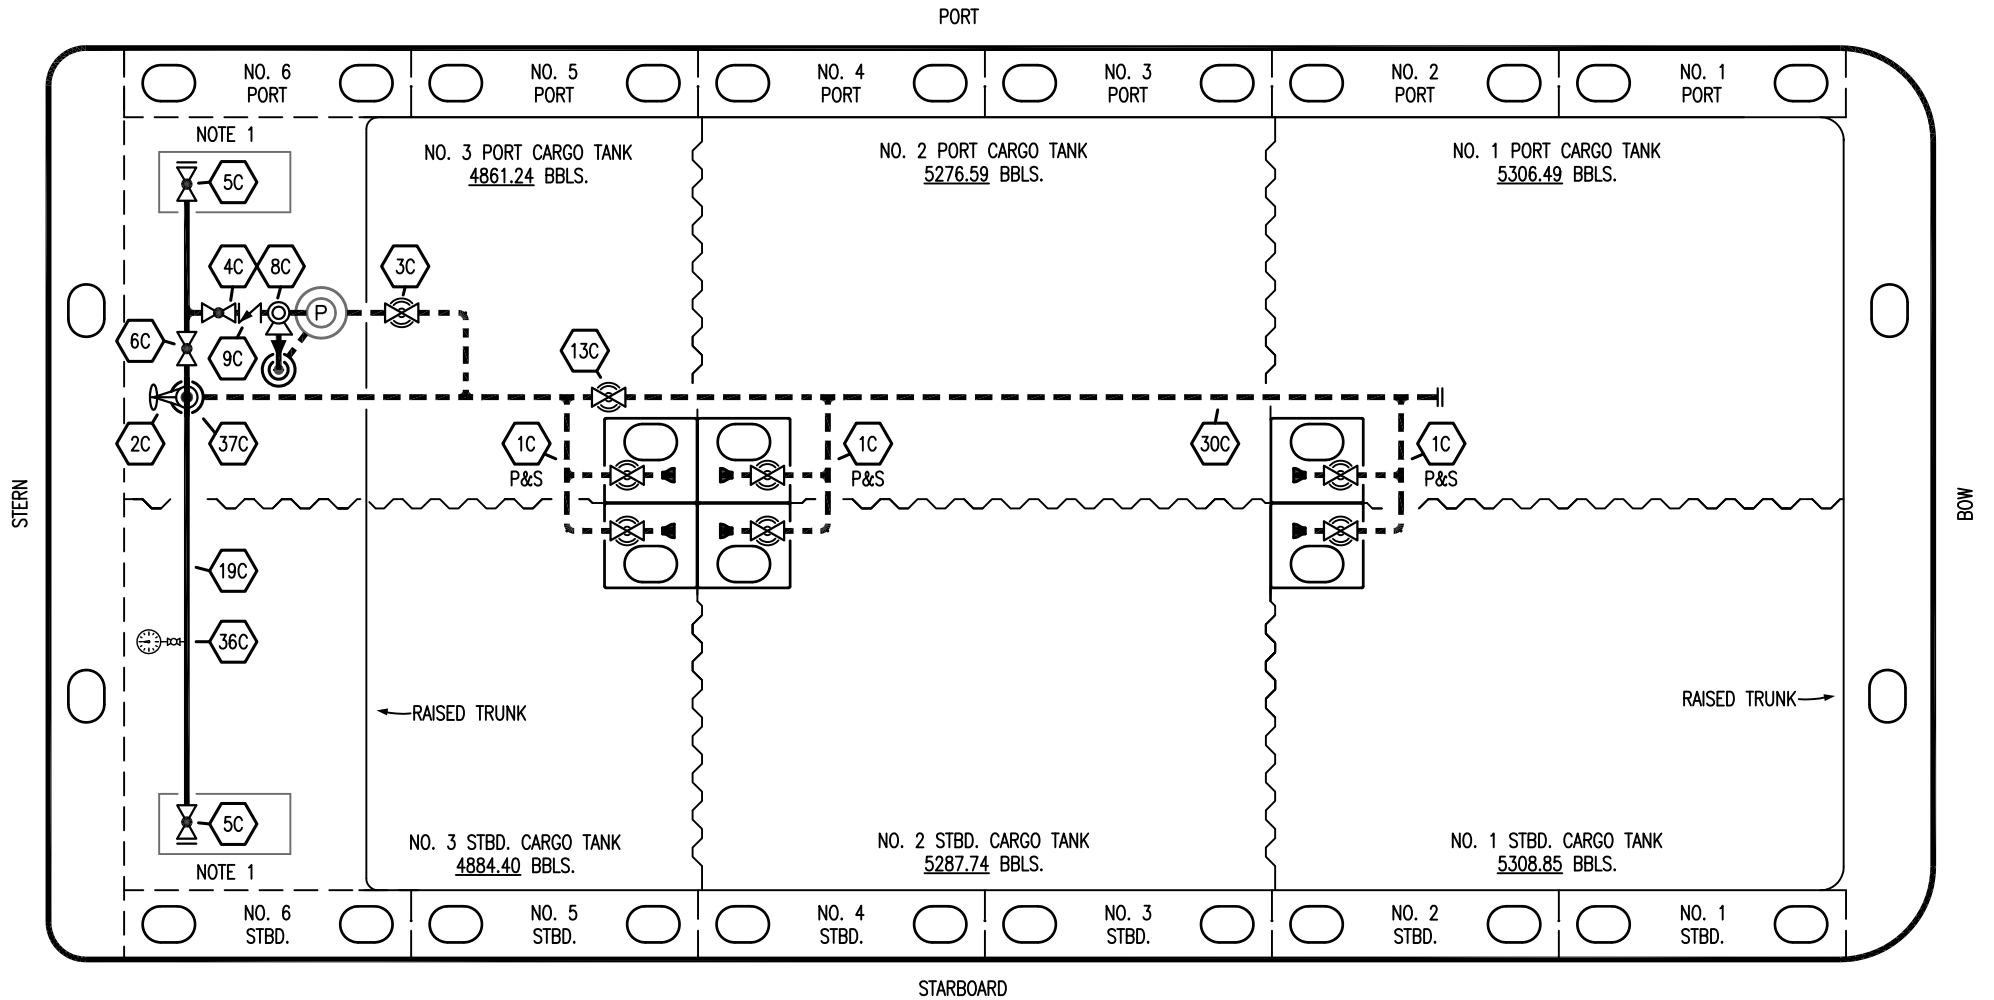 PORT
NO. 6
PORT
NO. 5
PORT
NO. 4
PORT
NO. 3
PORT
NO. 2
PORT
NO. 1
PORT
NOTE 1
NO. 3 PORT CARGO TANK
4861.24 BBLS.
NO. 2 PORT CARGO TANK
5276.59 BBLS.
NO. 1 PORT CARGO TANK
5306.49 BBLS.
5C
4C
8C
3C
P
6C
9C
13C
2C
37C
1C
P&S
1C
P&S
30C
1C
P&S
STERN
BOW
19C
36C
RAISED TRUNK
RAISED TRUNK
5C
NOTE 1
NO. 3 STBD. CARGO TANK
4884.40 BBLS.
NO. 2 STBD. CARGO TANK
5287.74 BBLS.
NO. 1 STBD. CARGO TANK
5308.85 BBLS.
NO. 6
STBD.
NO. 5
STBD.
NO. 4
STBD.
NO. 3
STBD.
NO. 2
STBD.
NO. 1
STBD.
STARBOARD